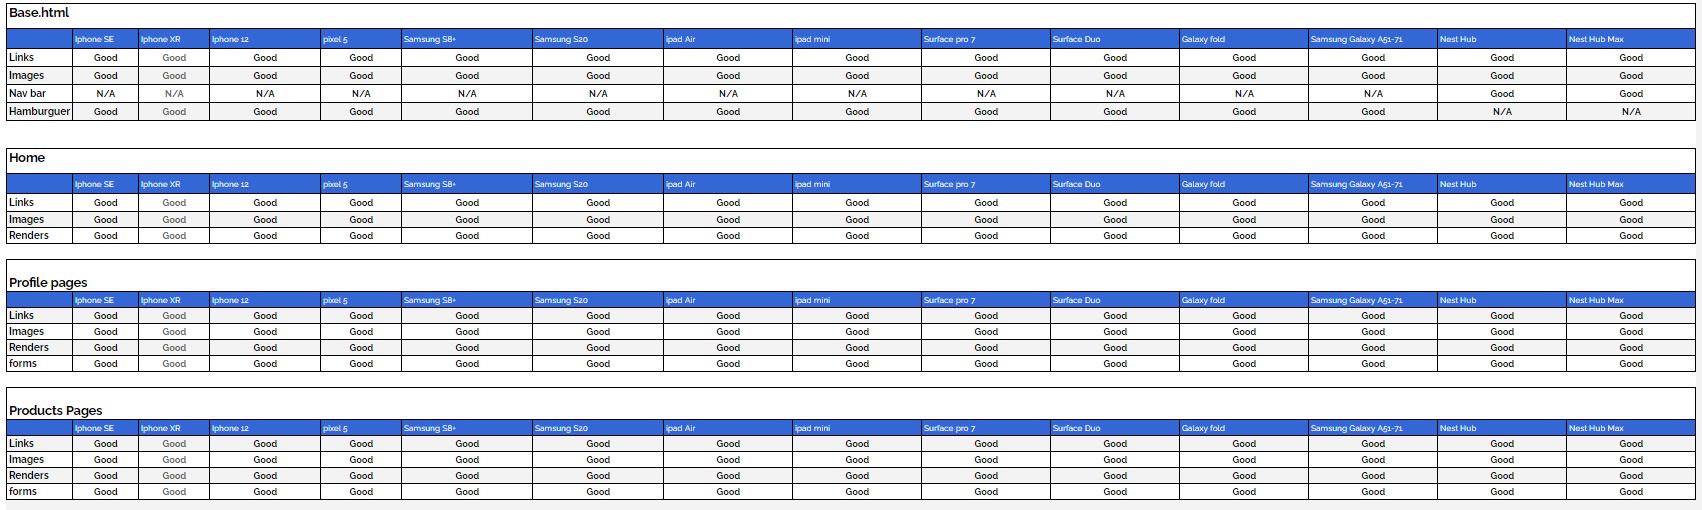 Base.html
Iphone SE Iphone XR Iphone 12 pixel 5 Samsung S8+ Samsung S20 ipad Air ipad mini Surface pro 7 Surface Duo Galaxy fold Samsung Galaxy A51-71 Nest Hub Nest Hub Max
Links Good Good Good Good Good Good Good Good Good Good Good Good Good Good
Images Good Good Good Good Good Good Good Good Good Good Good Good Good Good
Nav bar N/A N/A N/A N/A N/A N/A N/A N/A N/A N/A N/A N/A Good Good
Hamburguer Good Good Good Good Good Good Good Good Good Good Good Good N/A N/A
Home
Iphone SE Iphone XR Iphone 12 pixel 5 Samsung S8+ Samsung S20 ipad Air ipad mini Surface pro 7 Surface Duo Galaxy fold Samsung Galaxy A51-71 Nest Hub Nest Hub Max
Links Good Good Good Good Good Good Good Good Good Good Good Good Good Good
Images Good Good Good Good Good Good Good Good Good Good Good Good Good Good
Renders Good Good Good Good Good Good Good Good Good Good Good Good Good Good
Profile pages
Iphone SE Iphone XR Iphone 12 pixel 5 Samsung S8+ Samsung S20 ipad Air ipad mini Surface pro 7 Surface Duo Galaxy fold Samsung Galaxy A51-71 Nest Hub Nest Hub Max
Links Good Good Good Good Good Good Good Good Good Good Good Good Good Good
Images Good Good Good Good Good Good Good Good Good Good Good Good Good Good
Renders Good Good Good Good Good Good Good Good Good Good Good Good Good Good
forms Good Good Good Good Good Good Good Good Good Good Good Good Good Good
Products Pages
Iphone SE Iphone XR Iphone 12 pixel 5 Samsung S8+ Samsung S20 ipad Air ipad mini Surface pro 7 Surface Duo Galaxy fold Samsung Galaxy A51-71 Nest Hub Nest Hub Max
Links Good Good Good Good Good Good Good Good Good Good Good Good Good Good
Images Good Good Good Good Good Good Good Good Good Good Good Good Good Good
Renders Good Good Good Good Good Good Good Good Good Good Good Good Good Good
forms Good Good Good Good Good Good Good Good Good Good Good Good Good Good